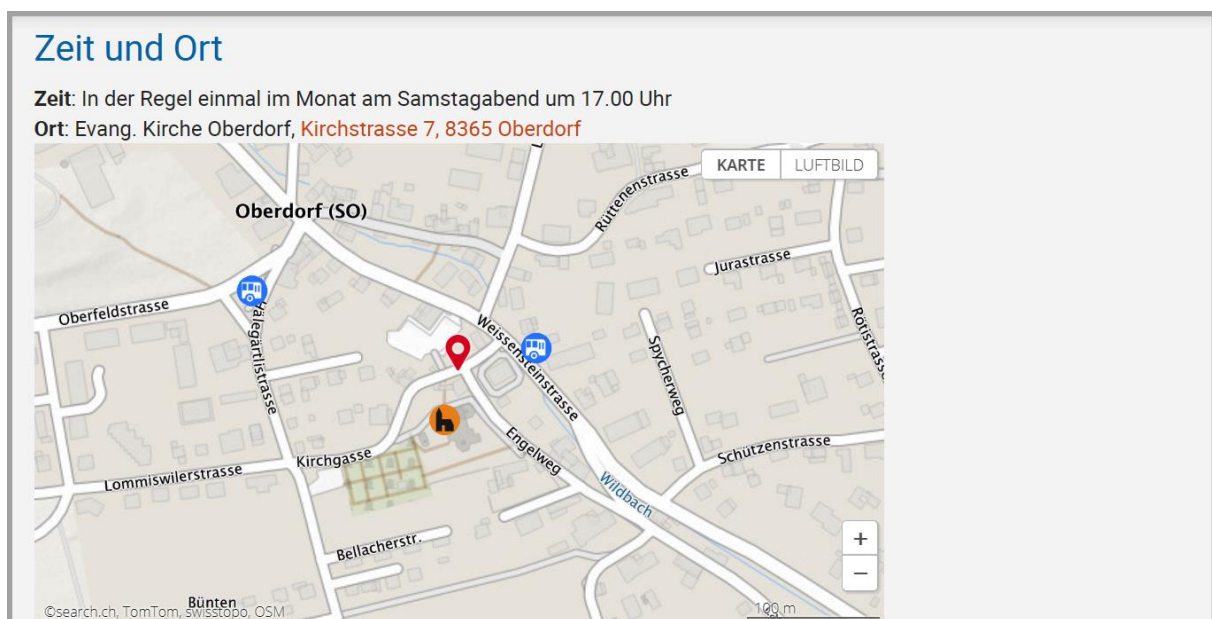 Zeit und Ort
Zeit: In der Regel einmal im Monat am Samstagabend um 17.00 Uhr
Ort: Evang. Kirche Oberdorf, Kirchstrasse 7, 8365 Oberdorf
KARTE LUFTBILD
Rüttenenstrasse
Oberdorf (SO)
Jurastrasse
Oberfeldstrasse
Hälegärtlistrasse
Weissensteinstrasse
Rötistrasse
Spycherweg
Engelweg
Schützenstrasse
Kirchgasse
Lommiswilerstrasse
Wildbach
Bellacherstr.
+
−
Bünten
©search.ch, TomTom, swisstopo, OSM
100 m